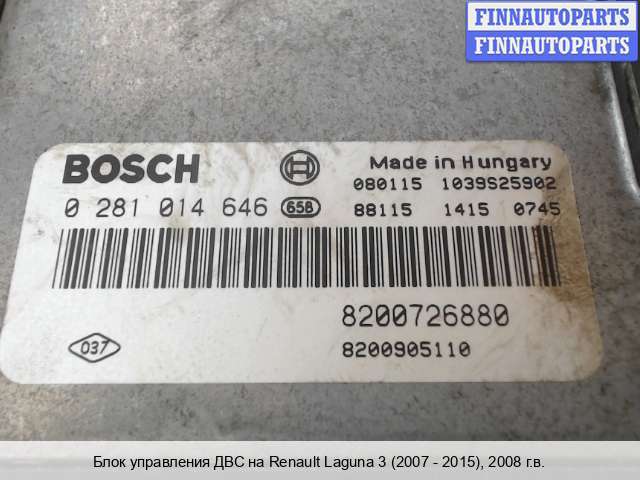 FINNAUTOPARTS
FINNAUTOPARTS
BOSCH
Made in Hungary
080115 1039S25902
0 281 014 646 658
88115 1415 0745
8200726880
037
8200905110
Блок управления ДВС на Renault Laguna 3 (2007 - 2015), 2008 г.в.